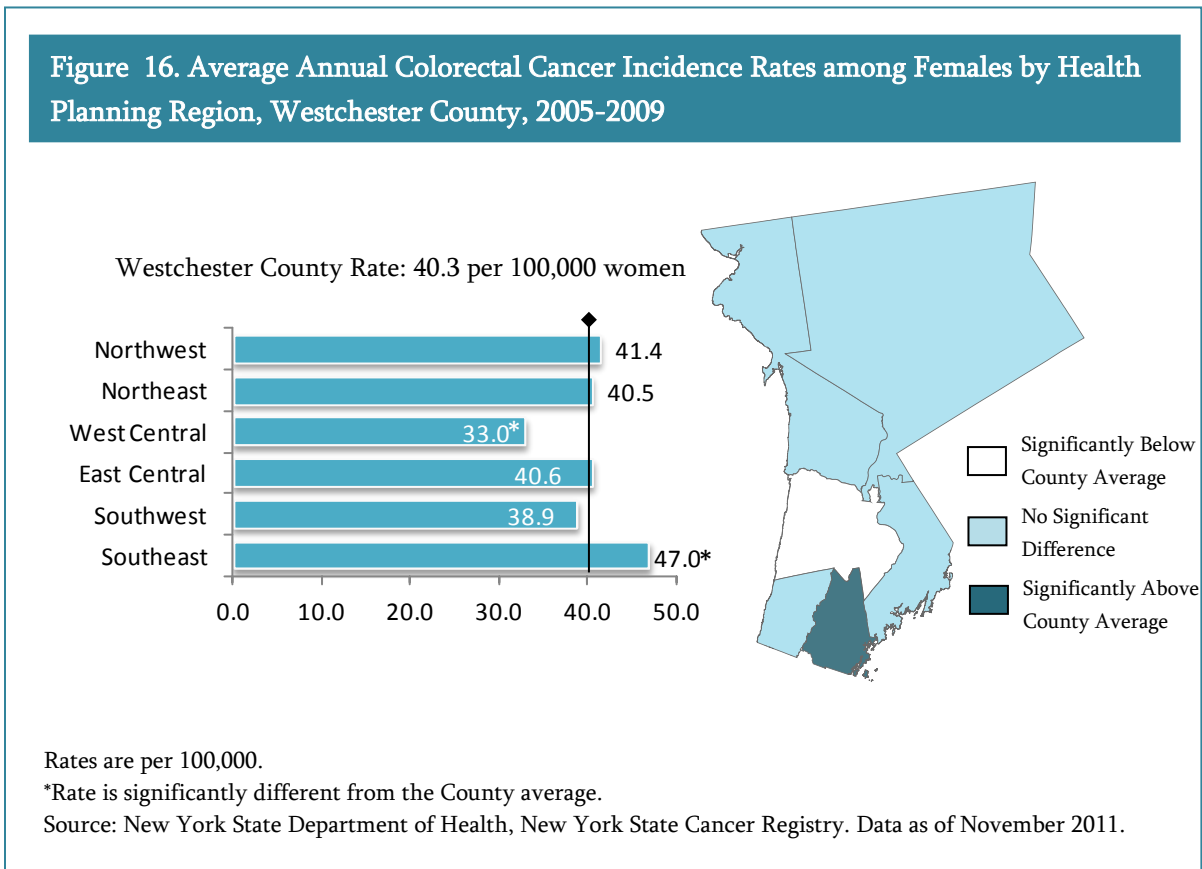 Figure 16. Average Annual Colorectal Cancer Incidence Rates among Females by Health
Planning Region, Westchester County, 2005-2009
Westchester County Rate: 40.3 per 100,000 women
Northwest 41.4
Northeast 40.5
West Central 33.0*
East Central 40.6
Southwest 38.9
Southeast 47.0*
0.0 10.0 20.0 30.0 40.0 50.0
Significantly Below
County Average
No Significant
Difference
Significantly Above
County Average
Rates are per 100,000.
*Rate is significantly different from the County average.
Source: New York State Department of Health, New York State Cancer Registry. Data as of November 2011.